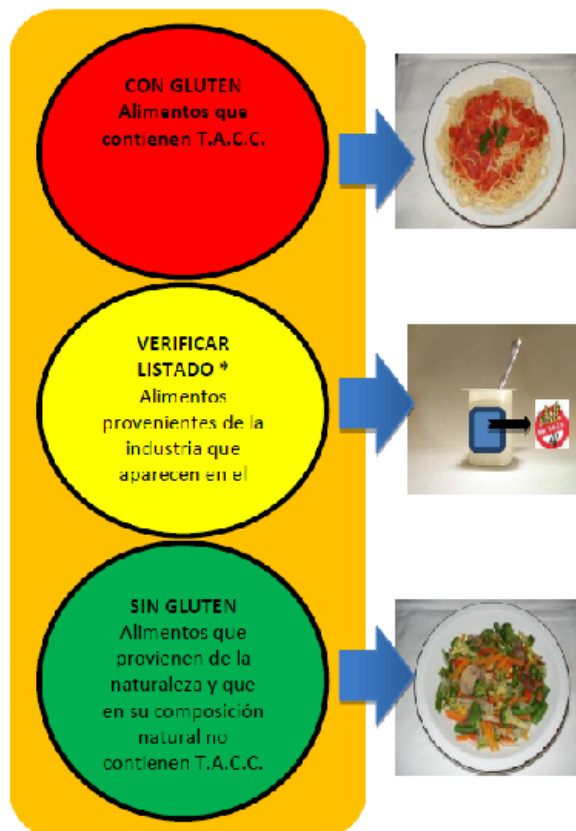 CON GLUTEN
Alimentos que
contienen T.A.C.C.
VERIFICAR
LISTADO *
Alimentos
provenientes de la
industria que
aparecen en el
SIN GLUTEN
Alimentos que
provienen de la
naturaleza y que
en su composición
natural no
contienen T.A.C.C.